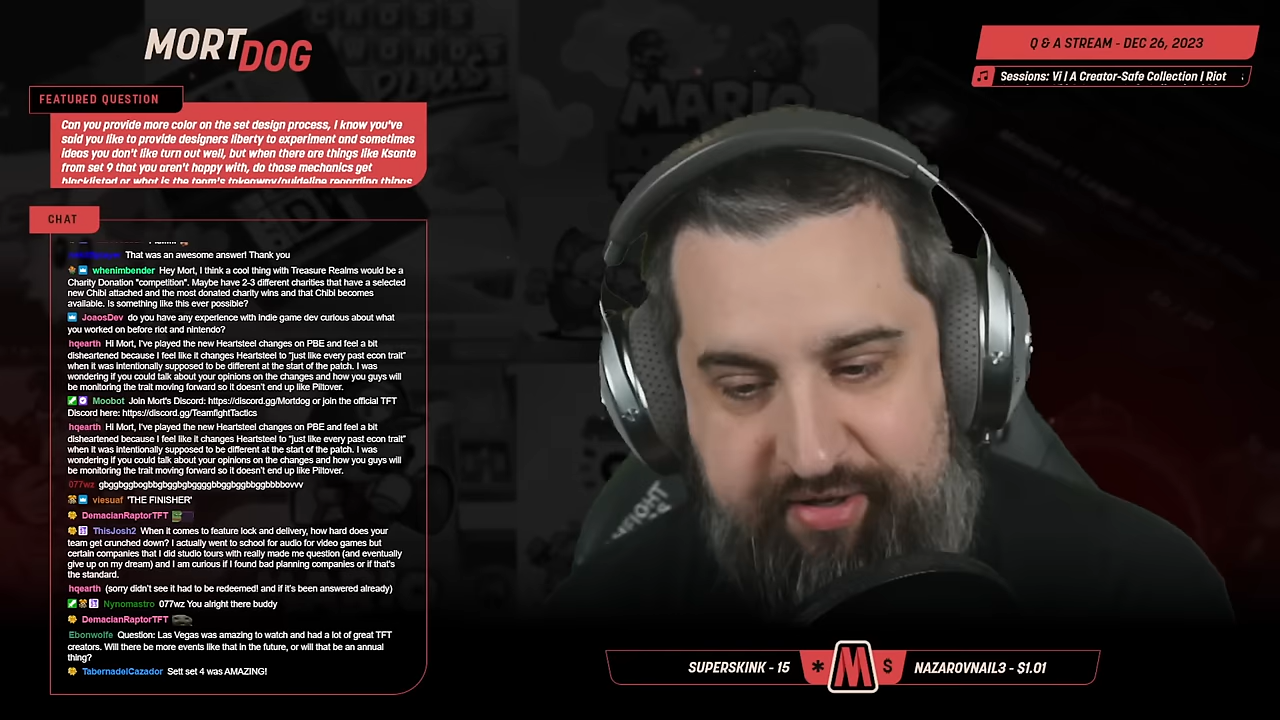 MORTDOG
Q & A STREAM - DEC 26, 2023
Sessions: Vi | A Creator-Safe Collection | Riot
FEATURED QUESTION
Can you provide more color on the set design process, I know you've
said you like to provide designers liberty to experiment and sometimes
ideas you don't like turn out well, but when there are things like Ksante
from set 9 that you aren't happy with, do those mechanics get
blacklisted or what is the team's takeaway/guideline regarding things
CHAT
That was an awesome answer! Thank you
whenimbender Hey Mort, I think a cool thing with Treasure Realms would be a
Charity Donation "competition". Maybe have 2-3 different charities that have a selected
new Chibi attached and the most donated charity wins and that Chibi becomes
available. Is something like this ever possible?
JoaosDev do you have any experience with indie game dev curious about what
you worked on before riot and nintendo?
hqearth Hi Mort, I've played the new Heartsteel changes on PBE and feel a bit
disheartened because I feel like it changes Heartsteel to "just like every past econ trait"
when it was intentionally supposed to be different at the start of the patch. I was
wondering if you could talk about your opinions on the changes and how you guys will
be monitoring the trait moving forward so it doesn't end up like Piltover.
Moobot Join Mort's Discord: https://discord.gg/Mortdog or join the official TFT
Discord here: https://discord.gg/TeamfightTactics
hqearth Hi Mort, I've played the new Heartsteel changes on PBE and feel a bit
disheartened because I feel like it changes Heartsteel to "just like every past econ trait"
when it was intentionally supposed to be different at the start of the patch. I was
wondering if you could talk about your opinions on the changes and how you guys will
be monitoring the trait moving forward so it doesn't end up like Piltover.
077wz
viesuaf 'THE FINISHER'
DemacianRaptorTFT
ThisJosh2 When it comes to feature lock and delivery, how hard does your
team get crunched down? I actually went to school for audio for video games but
certain companies that I did studio tours with really made me question (and eventually
give up on my dream) and I am curious if I found bad planning companies or if that's
the standard.
hqearth (sorry didn't see it had to be redeemed! and if it's been answered already)
Nynomastro 077wz You alright there buddy
DemacianRaptorTFT
Ebonwolfe Question: Las Vegas was amazing to watch and had a lot of great TFT
creators. Will there be more events like that in the future, or will that be an annual
thing?
TabernadelCazador Sett set 4 was AMAZING!
SUPERSKINK - 15 * M $ NAZAROVNAIL3 - $1.01